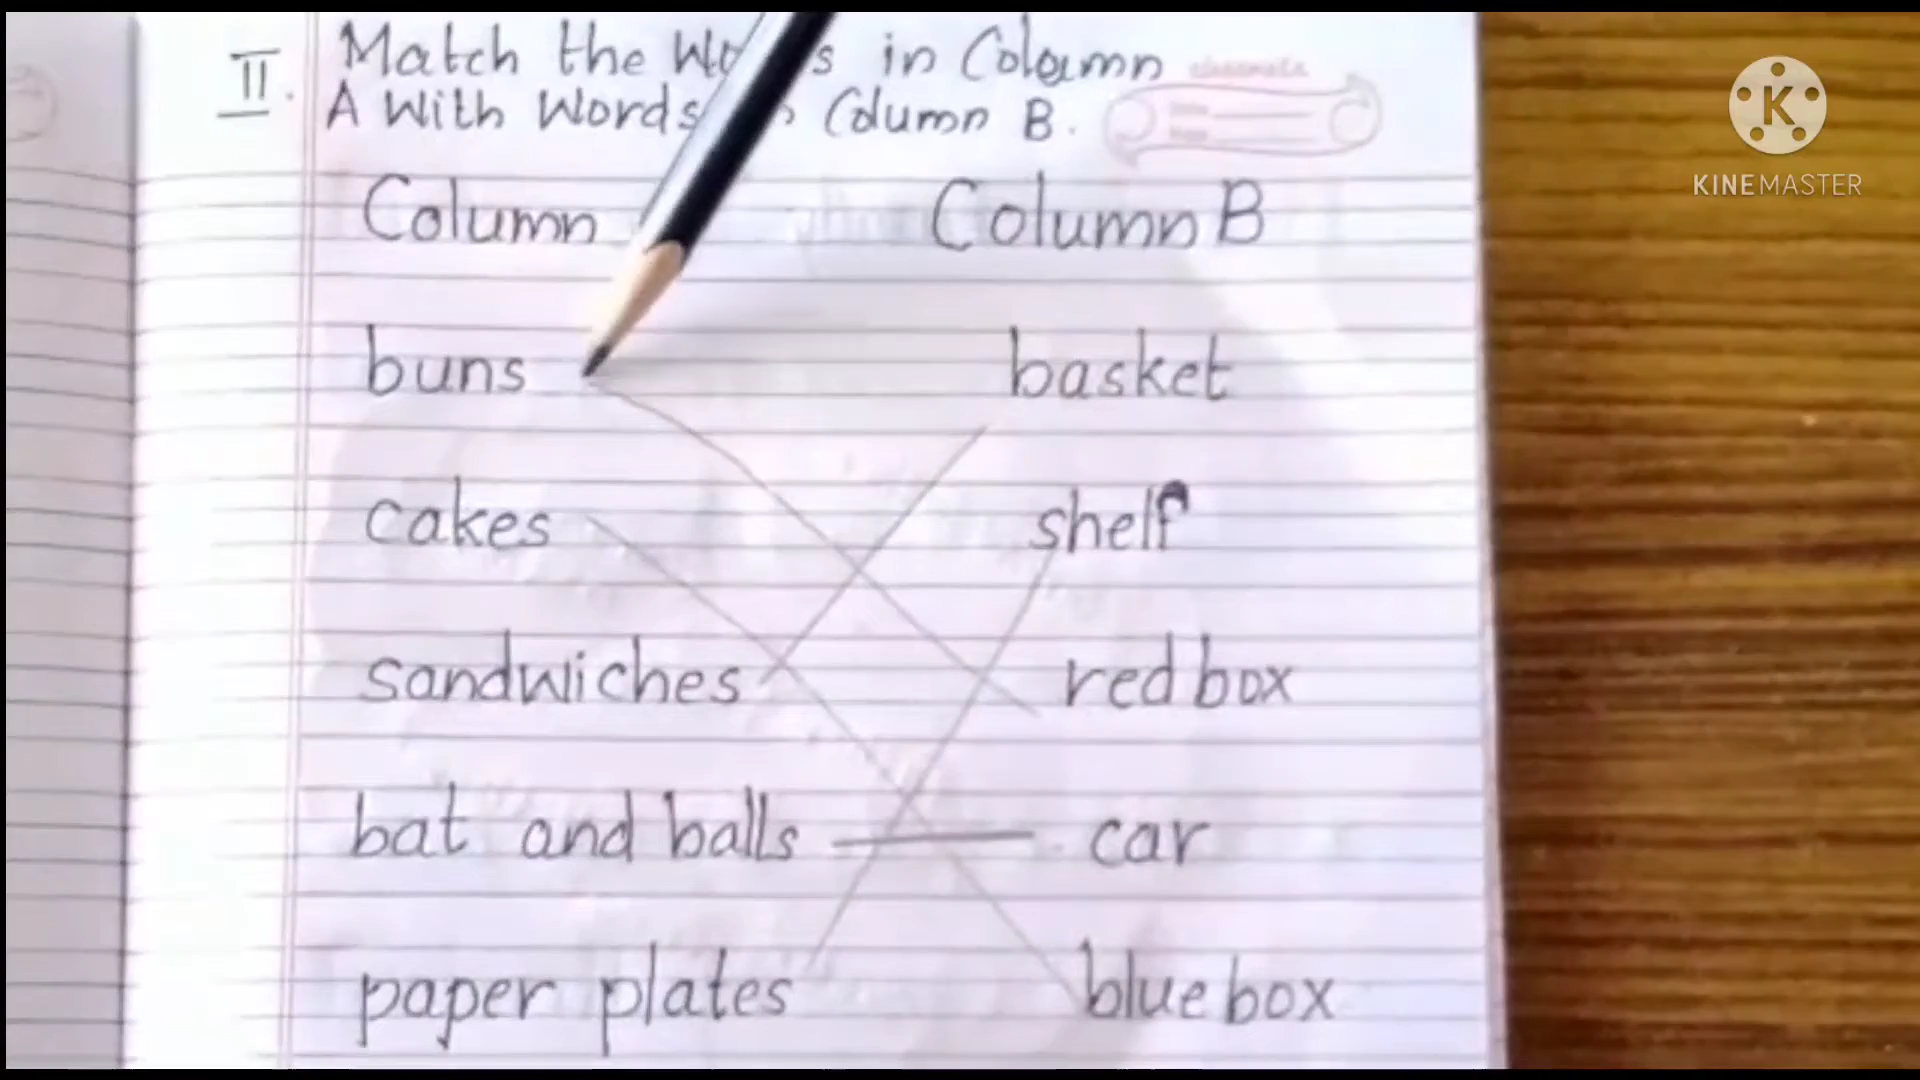 II. Match the in Column
A With Words Column B.
Column Column B
buns basket
cakes shelf
sandwiches red box
bat and balls car
paper plates blue box
KINEMASTER